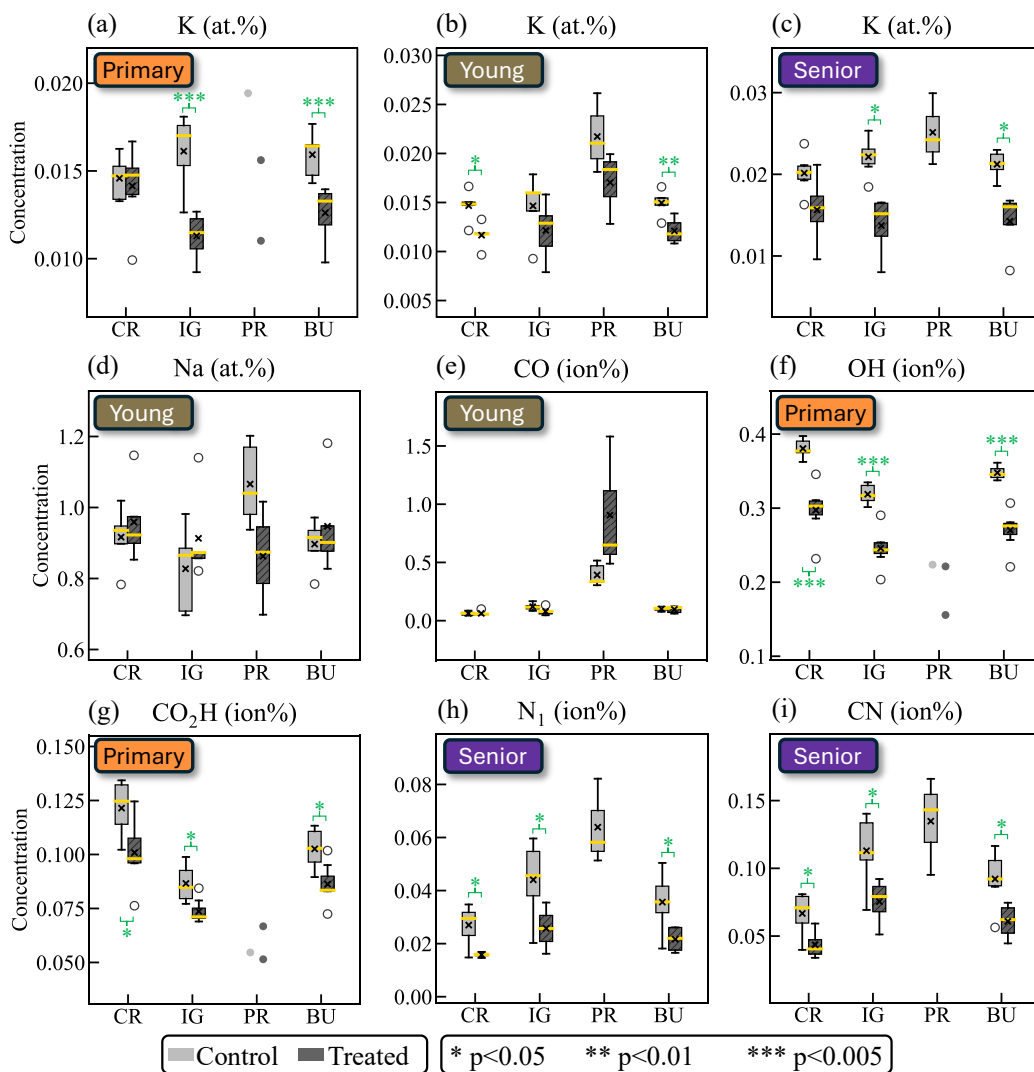 (a) K (at.%)
Primary
Concentration
0.020
0.015
0.010
***
***
CR IG PR BU
(b) K (at.%)
Young
0.030
0.025
0.020
0.015
0.010
0.005
*
**
CR IG PR BU
(c) K (at.%)
Senior
0.03
0.02
0.01
*
*
CR IG PR BU
(d) Na (at.%)
Young
Concentration
1.2
1.0
0.8
0.6
CR IG PR BU
(e) CO (ion%)
Young
1.5
1.0
0.5
0.0
CR IG PR BU
(f) OH (ion%)
Primary
0.4
0.3
0.2
0.1
***
***
***
CR IG PR BU
(g) CO₂H (ion%)
Primary
Concentration
0.150
0.125
0.100
0.075
0.050
*
*
*
CR IG PR BU
(h) N₁ (ion%)
Senior
0.08
0.06
0.04
0.02
0.00
*
*
*
CR IG PR BU
(i) CN (ion%)
Senior
0.15
0.10
0.05
*
*
*
CR IG PR BU
Control Treated
* p<0.05 ** p<0.01 *** p<0.005